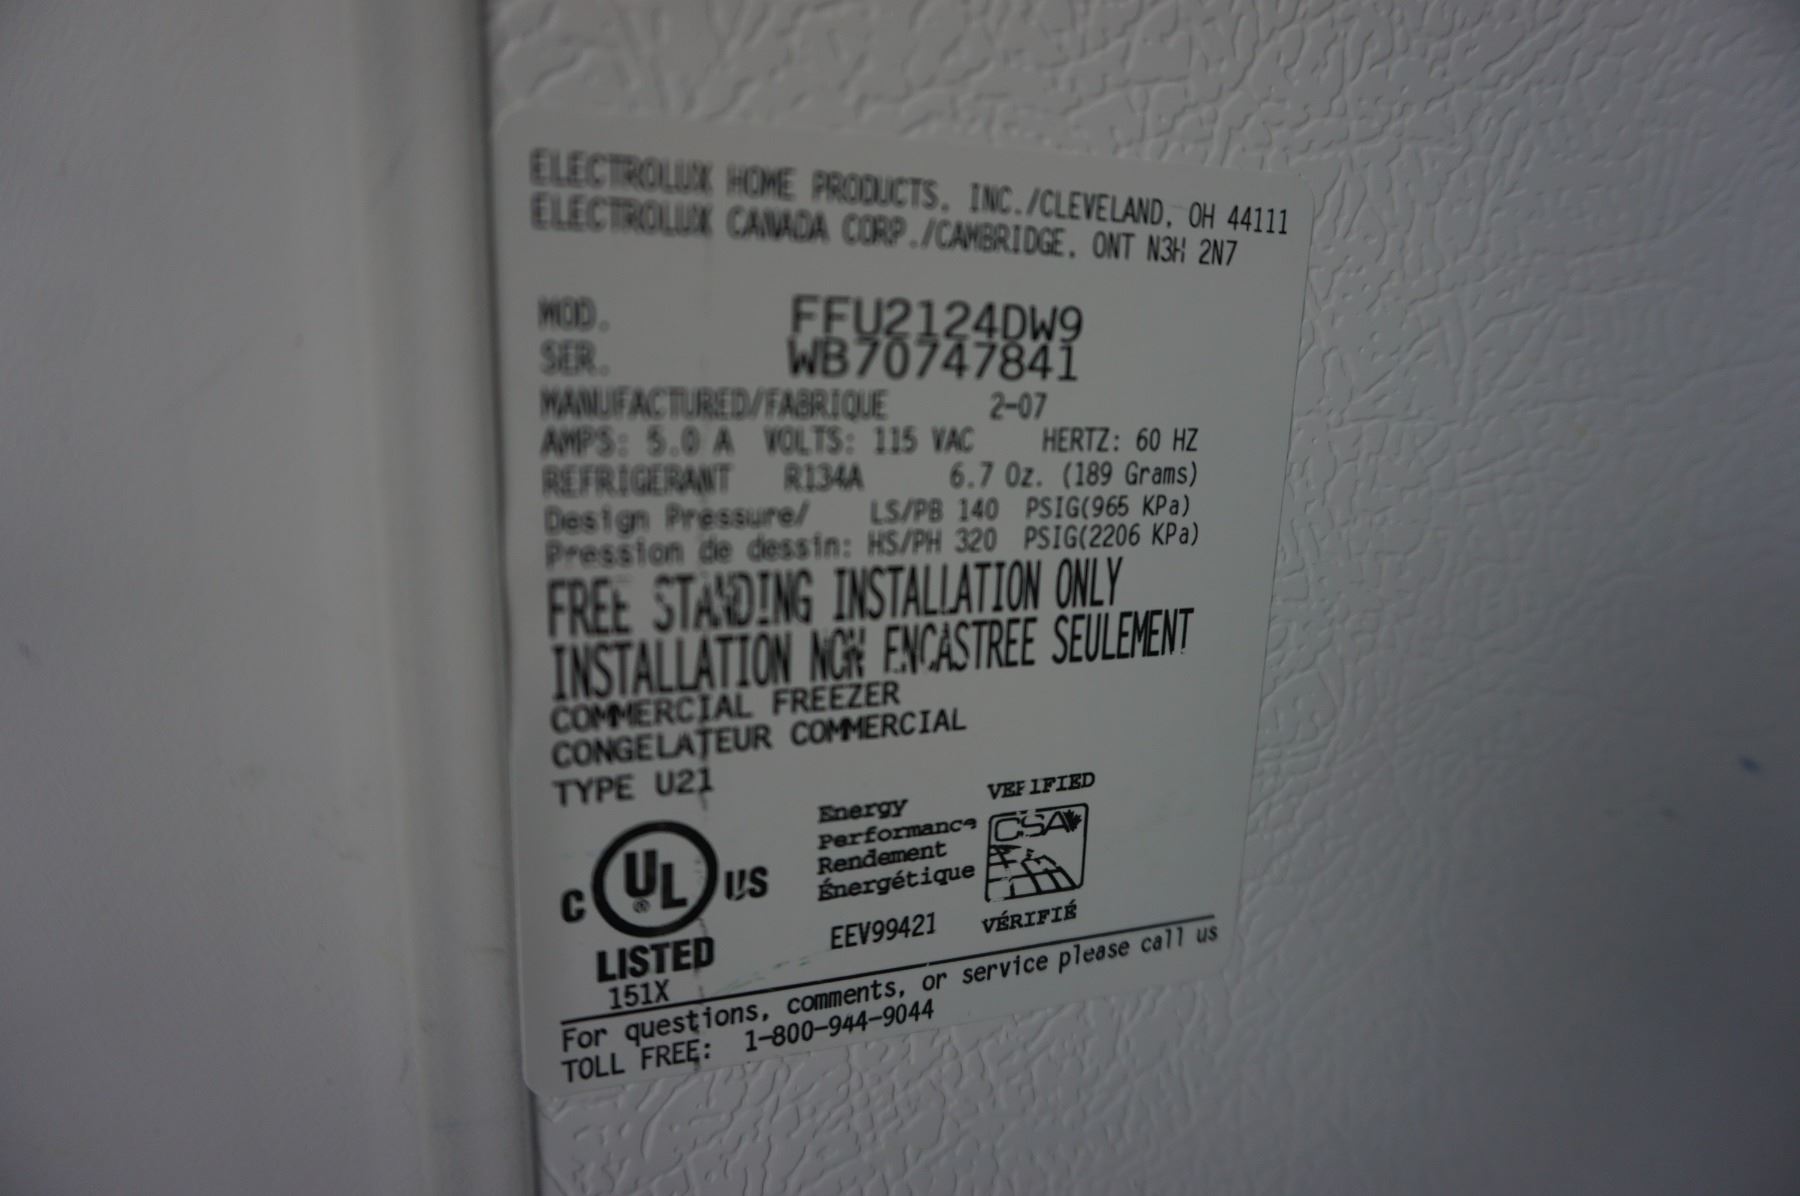 ELECTROLUX HOME PRODUCTS, INC./CLEVELAND, OH 44111
ELECTROLUX CANADA CORP./CAMBRIDGE, ONT N3H 2N7
MOD. FFU2124DW9
SER. WB70747841
MANUFACTURED/FABRIQUE 2-07
AMPS: 5.0 A VOLTS: 115 VAC HERTZ: 60 HZ
REFRIGERANT R134A 6.7 Oz. (189 Grams)
Design Pressure/ LS/PB 140 PSIG(965 KPa)
Pression de dessin: HS/PH 320 PSIG(2206 KPa)
FREE STANDING INSTALLATION ONLY
INSTALLATION NON ENCASTREE SEULEMENT
COMMERCIAL FREEZER
CONGELATEUR COMMERCIAL
TYPE U21
C UL ® US
LISTED
151X
Energy
Performance
Rendement
Énergétique
EEV99421
VERIFIED
CSA
VÉRIFIÉ
For questions, comments, or service please call us
TOLL FREE: 1-800-944-9044